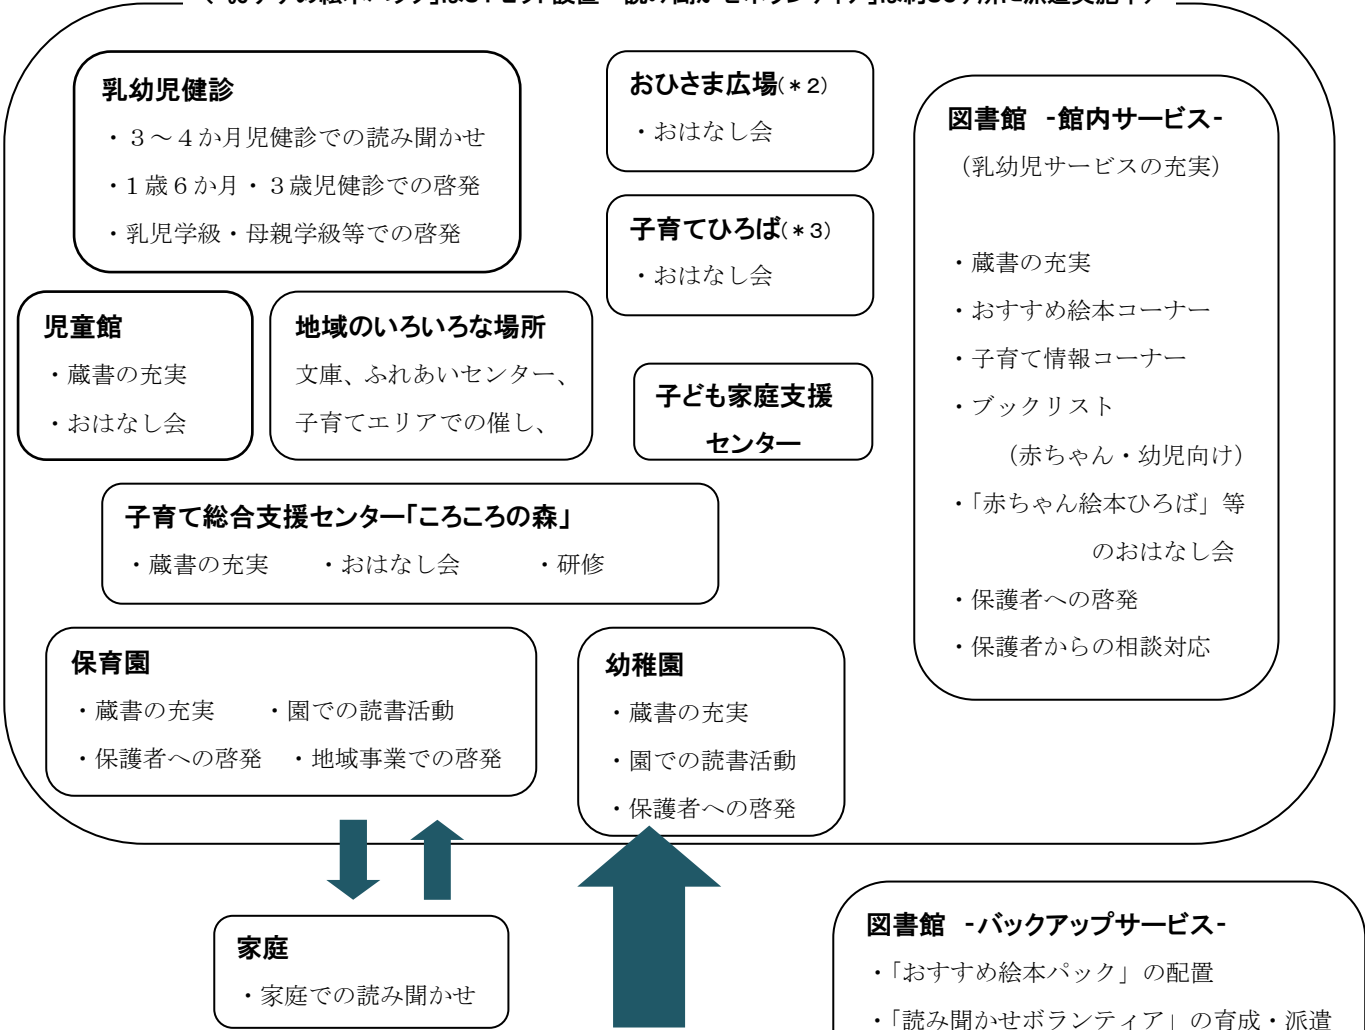 乳幼児健診
・３～４か月児健診での読み聞かせ
・1 歳６か月・３歳児健診での啓発
・乳児学級・母親学級等での啓発
おひさま広場(＊2)
・おはなし会
子育てひろば(＊3)
・おはなし会
図書館 -館内サービス-
（乳幼児サービスの充実）
・蔵書の充実
・おすすめ絵本コーナー
・子育て情報コーナー
・ブックリスト
（赤ちゃん・幼児向け）
・「赤ちゃん絵本ひろば」等
のおはなし会
・保護者への啓発
・保護者からの相談対応
児童館
・蔵書の充実
・おはなし会
地域のいろいろな場所
文庫、ふれあいセンター、
子育てエリアでの催し、
子ども家庭支援
センター
子育て総合支援センター「ころころの森」
・蔵書の充実 ・おはなし会 ・研修
保育園
・蔵書の充実 ・園での読書活動
・保護者への啓発 ・地域事業での啓発
幼稚園
・蔵書の充実
・園での読書活動
・保護者への啓発
家庭
・家庭での読み聞かせ
図書館 -バックアップサービス-
・「おすすめ絵本パック」の配置
・「読み聞かせボランティア」の育成・派遣